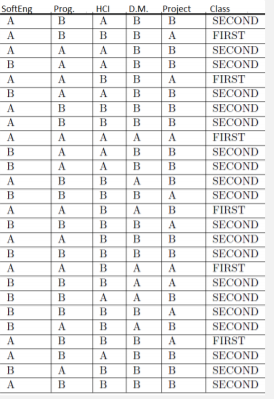 SoftEng Prog. HCI D.M. Project Class
A B A B B SECOND
A B B B A FIRST
A A A B B SECOND
B A A B B SECOND
A A B B A FIRST
B A A B B SECOND
A B B B B SECOND
A B B B B SECOND
A A A A A FIRST
B A A B B SECOND
B A A B B SECOND
A B B A B SECOND
B B B B A SECOND
A A B A B FIRST
B B B B A SECOND
A A B B B SECOND
B B B B B SECOND
A A B A A FIRST
B B B A A SECOND
B B A A B SECOND
B B B B A SECOND
B A B A B SECOND
A B B B A FIRST
A B A B B SECOND
B A B B B SECOND
A B B B B SECOND